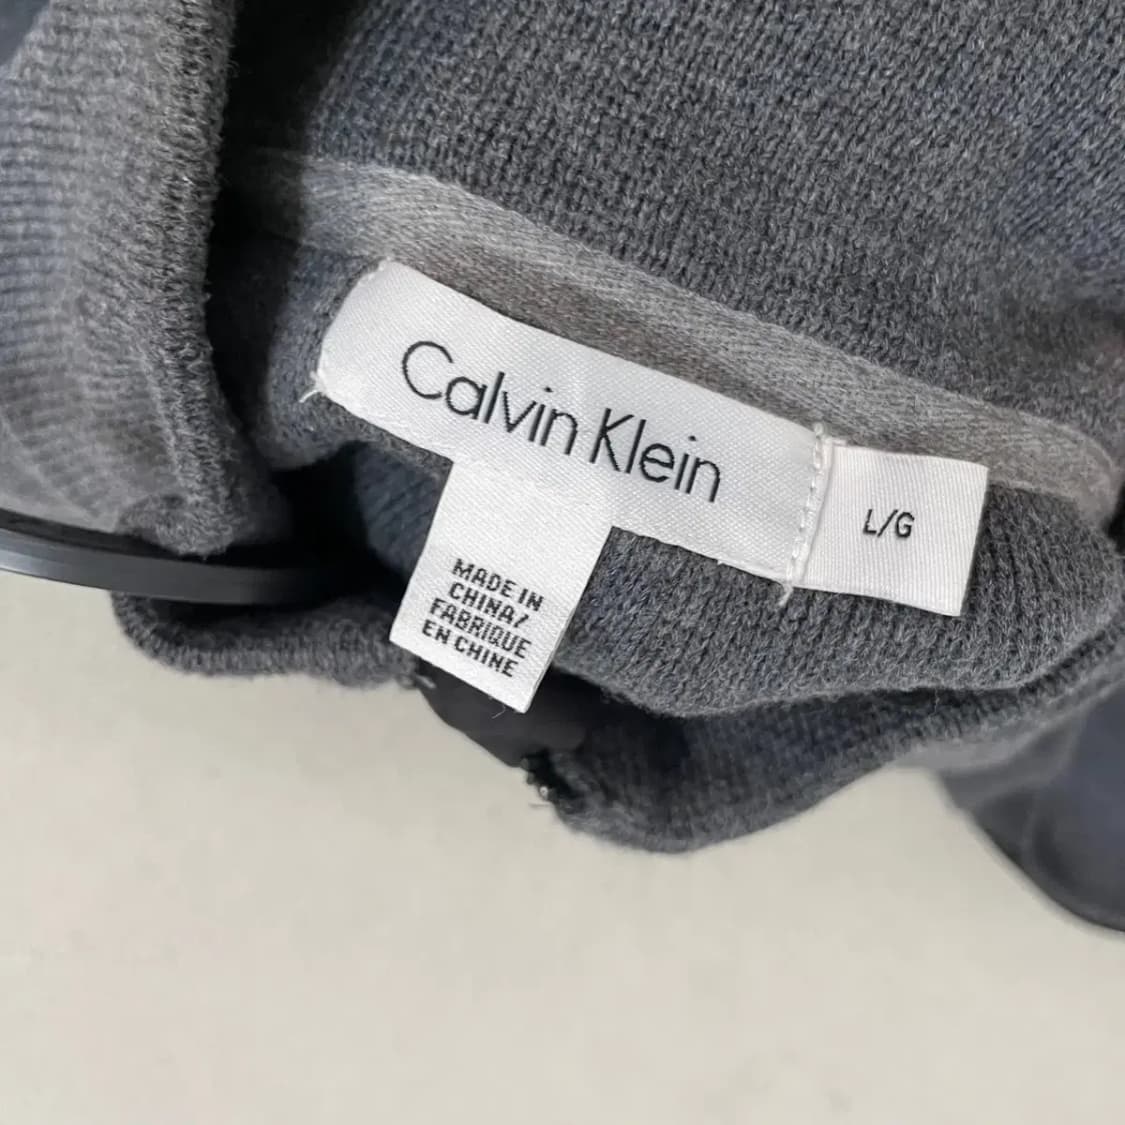 Calvin Klein
L/G
MADE IN
CHINA/
FABRIQUE
EN CHINE